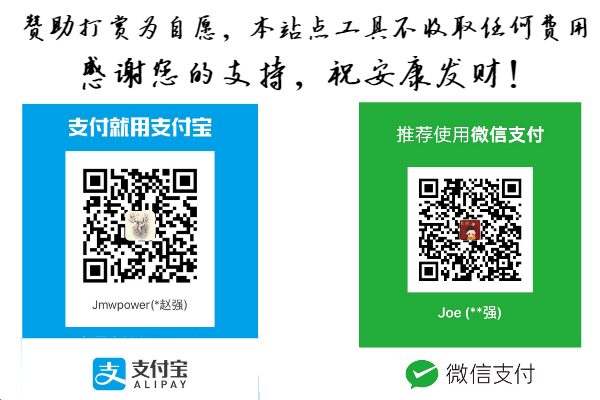 赞助打赏为自愿，本站点工具不收取任何费用
感谢您的支持，祝安康发财！
支付就用支付宝
推荐使用微信支付
Jmwpower(*赵强)
Joe (**强)
支付宝
ALIPAY
微信支付